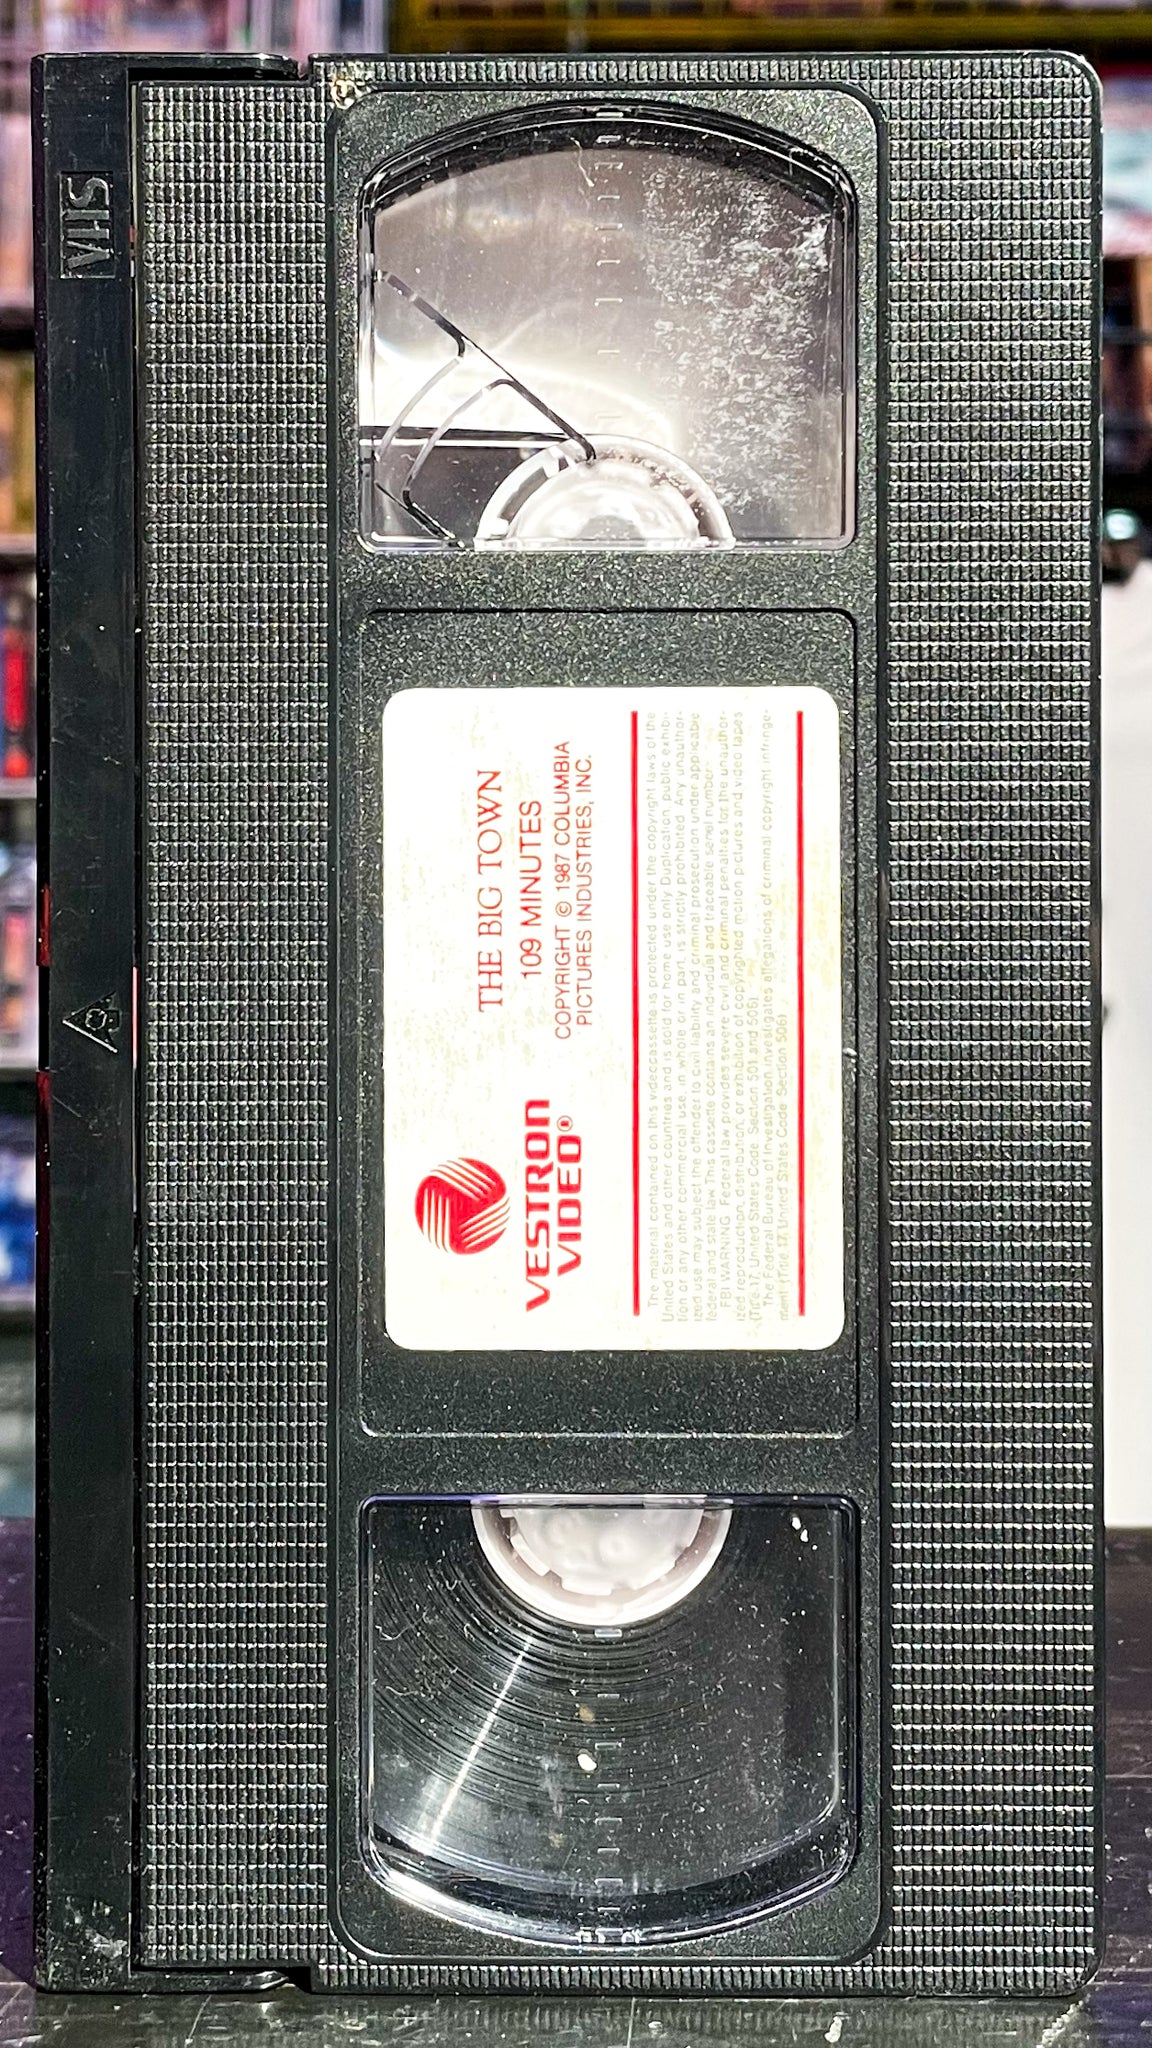 VHS
THE BIG TOWN
109 MINUTES
COPYRIGHT © 1987 COLUMBIA
PICTURES INDUSTRIES, INC.
VESTRON
VIDEO®
The material contained on this videocassette is protected under the copyright laws of the
United States and other countries and is sold for home use only Duplication, public exhibi-
tion or any other commercial use, in whole or in part, is strictly prohibited. Any unauthor-
ized use may subject the offender to civil liability and criminal prosecution under applicable
federal and state law. This cassette contains an individual and traceable serial number.
FBI WARNING. Federal law provides severe civil and criminal penalties for the unauthor-
ized reproduction, distribution, or exhibition of copyrighted motion pictures and video tapes
(Title 17, United States Code Section 501 and 506).
The Federal Bureau of Investigation investigates allegations of criminal copyright infringe-
ment (Title 17, United States Code Section 506)